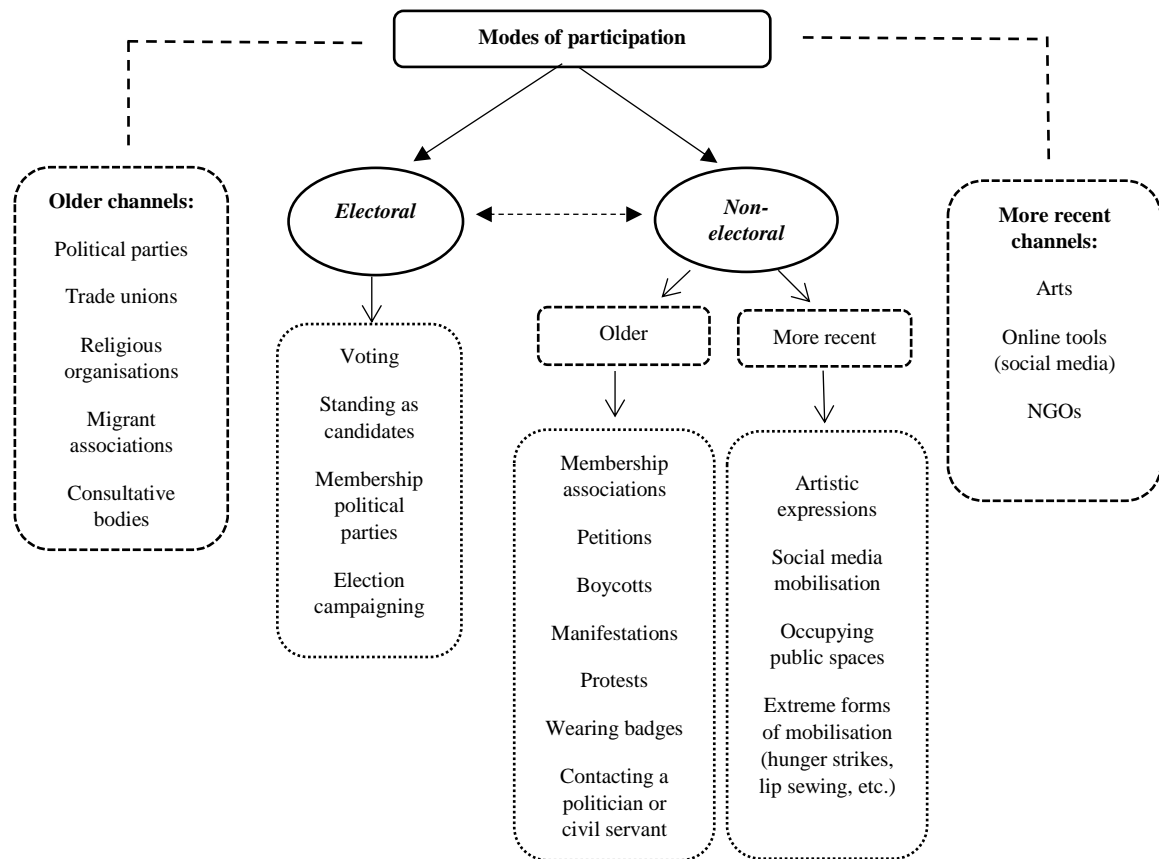 Modes of participation
Older channels:
Political parties
Trade unions
Religious
organisations
Migrant
associations
Consultative
bodies
Electoral
Non-
electoral
More recent
channels:
Arts
Online tools
(social media)
NGOs
Voting
Standing as
candidates
Membership
political
parties
Election
campaigning
Older
More recent
Membership
associations
Petitions
Boycotts
Manifestations
Protests
Wearing badges
Contacting a
politician or
civil servant
Artistic
expressions
Social media
mobilisation
Occupying
public spaces
Extreme forms
of mobilisation
(hunger strikes,
lip sewing, etc.)